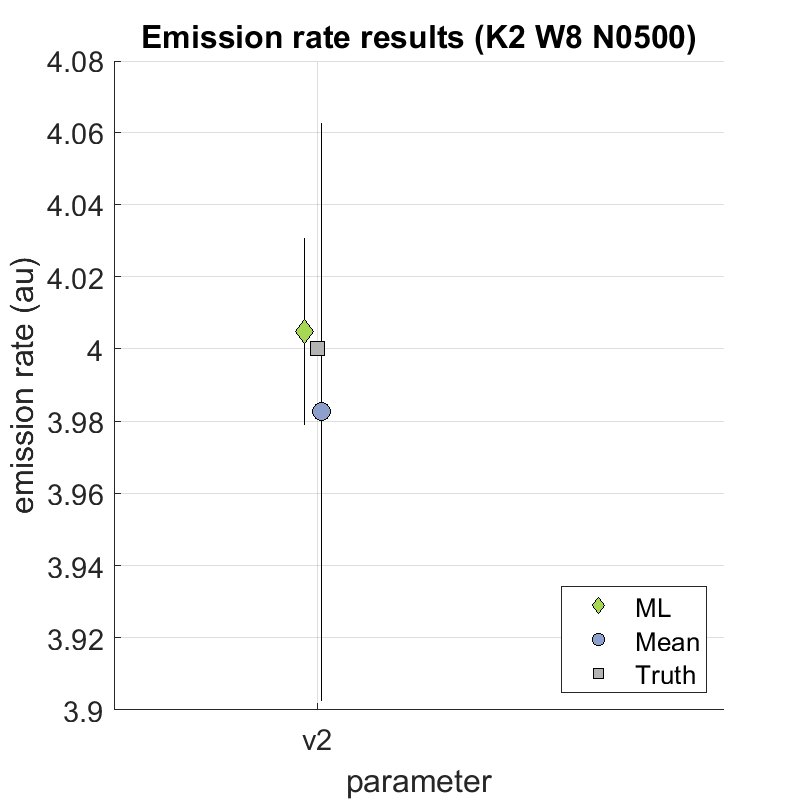 Emission rate results (K2 W8 N0500)
4.08
4.06
4.04
4.02
4
3.98
3.96
3.94
3.92
3.9
emission rate (au)
ML
Mean
Truth
v2
parameter